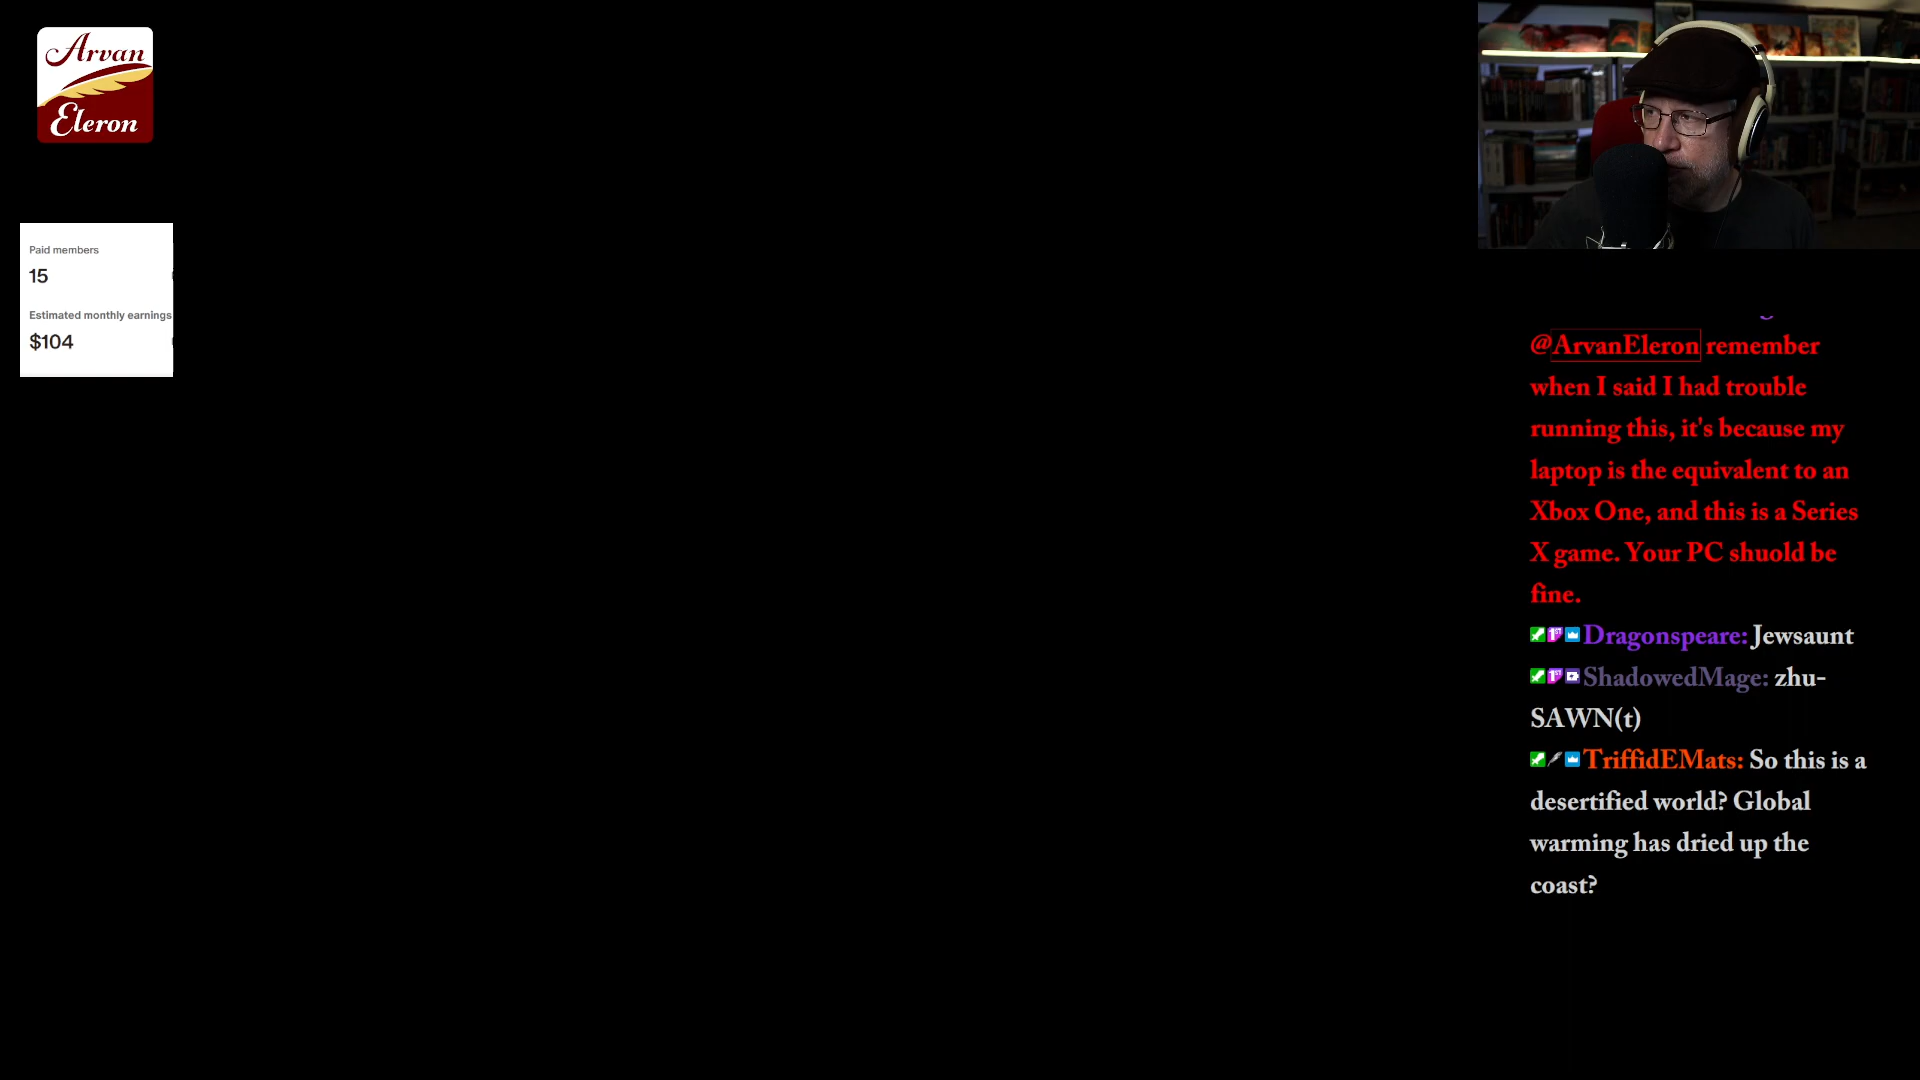 Arvan
Eleron
Paid members
15
Estimated monthly earnings
$104
@ArvanEleron remember
when I said I had trouble
running this, it's because my
laptop is the equivalent to an
Xbox One, and this is a Series
X game. Your PC shuold be
fine.
Dragonspeare: Jewsaunt
ShadowedMage: zhu-
SAWN(t)
TriffidEMats: So this is a
desertified world? Global
warming has dried up the
coast?